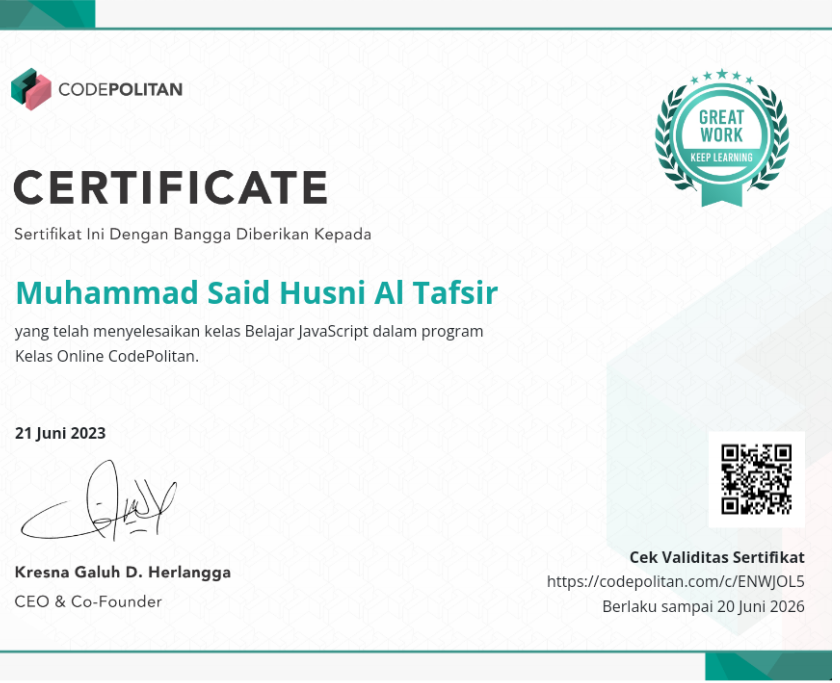 CODEPOLITAN
GREAT
WORK
KEEP LEARNING
CERTIFICATE
Sertifikat Ini Dengan Bangga Diberikan Kepada
Muhammad Said Husni Al Tafsir
yang telah menyelesaikan kelas Belajar JavaScript dalam program
Kelas Online CodePolitan.
21 Juni 2023
Kresna Galuh D. Herlangga
CEO & Co-Founder
Cek Validitas Sertifikat
https://codepolitan.com/c/ENWJOL5
Berlaku sampai 20 Juni 2026